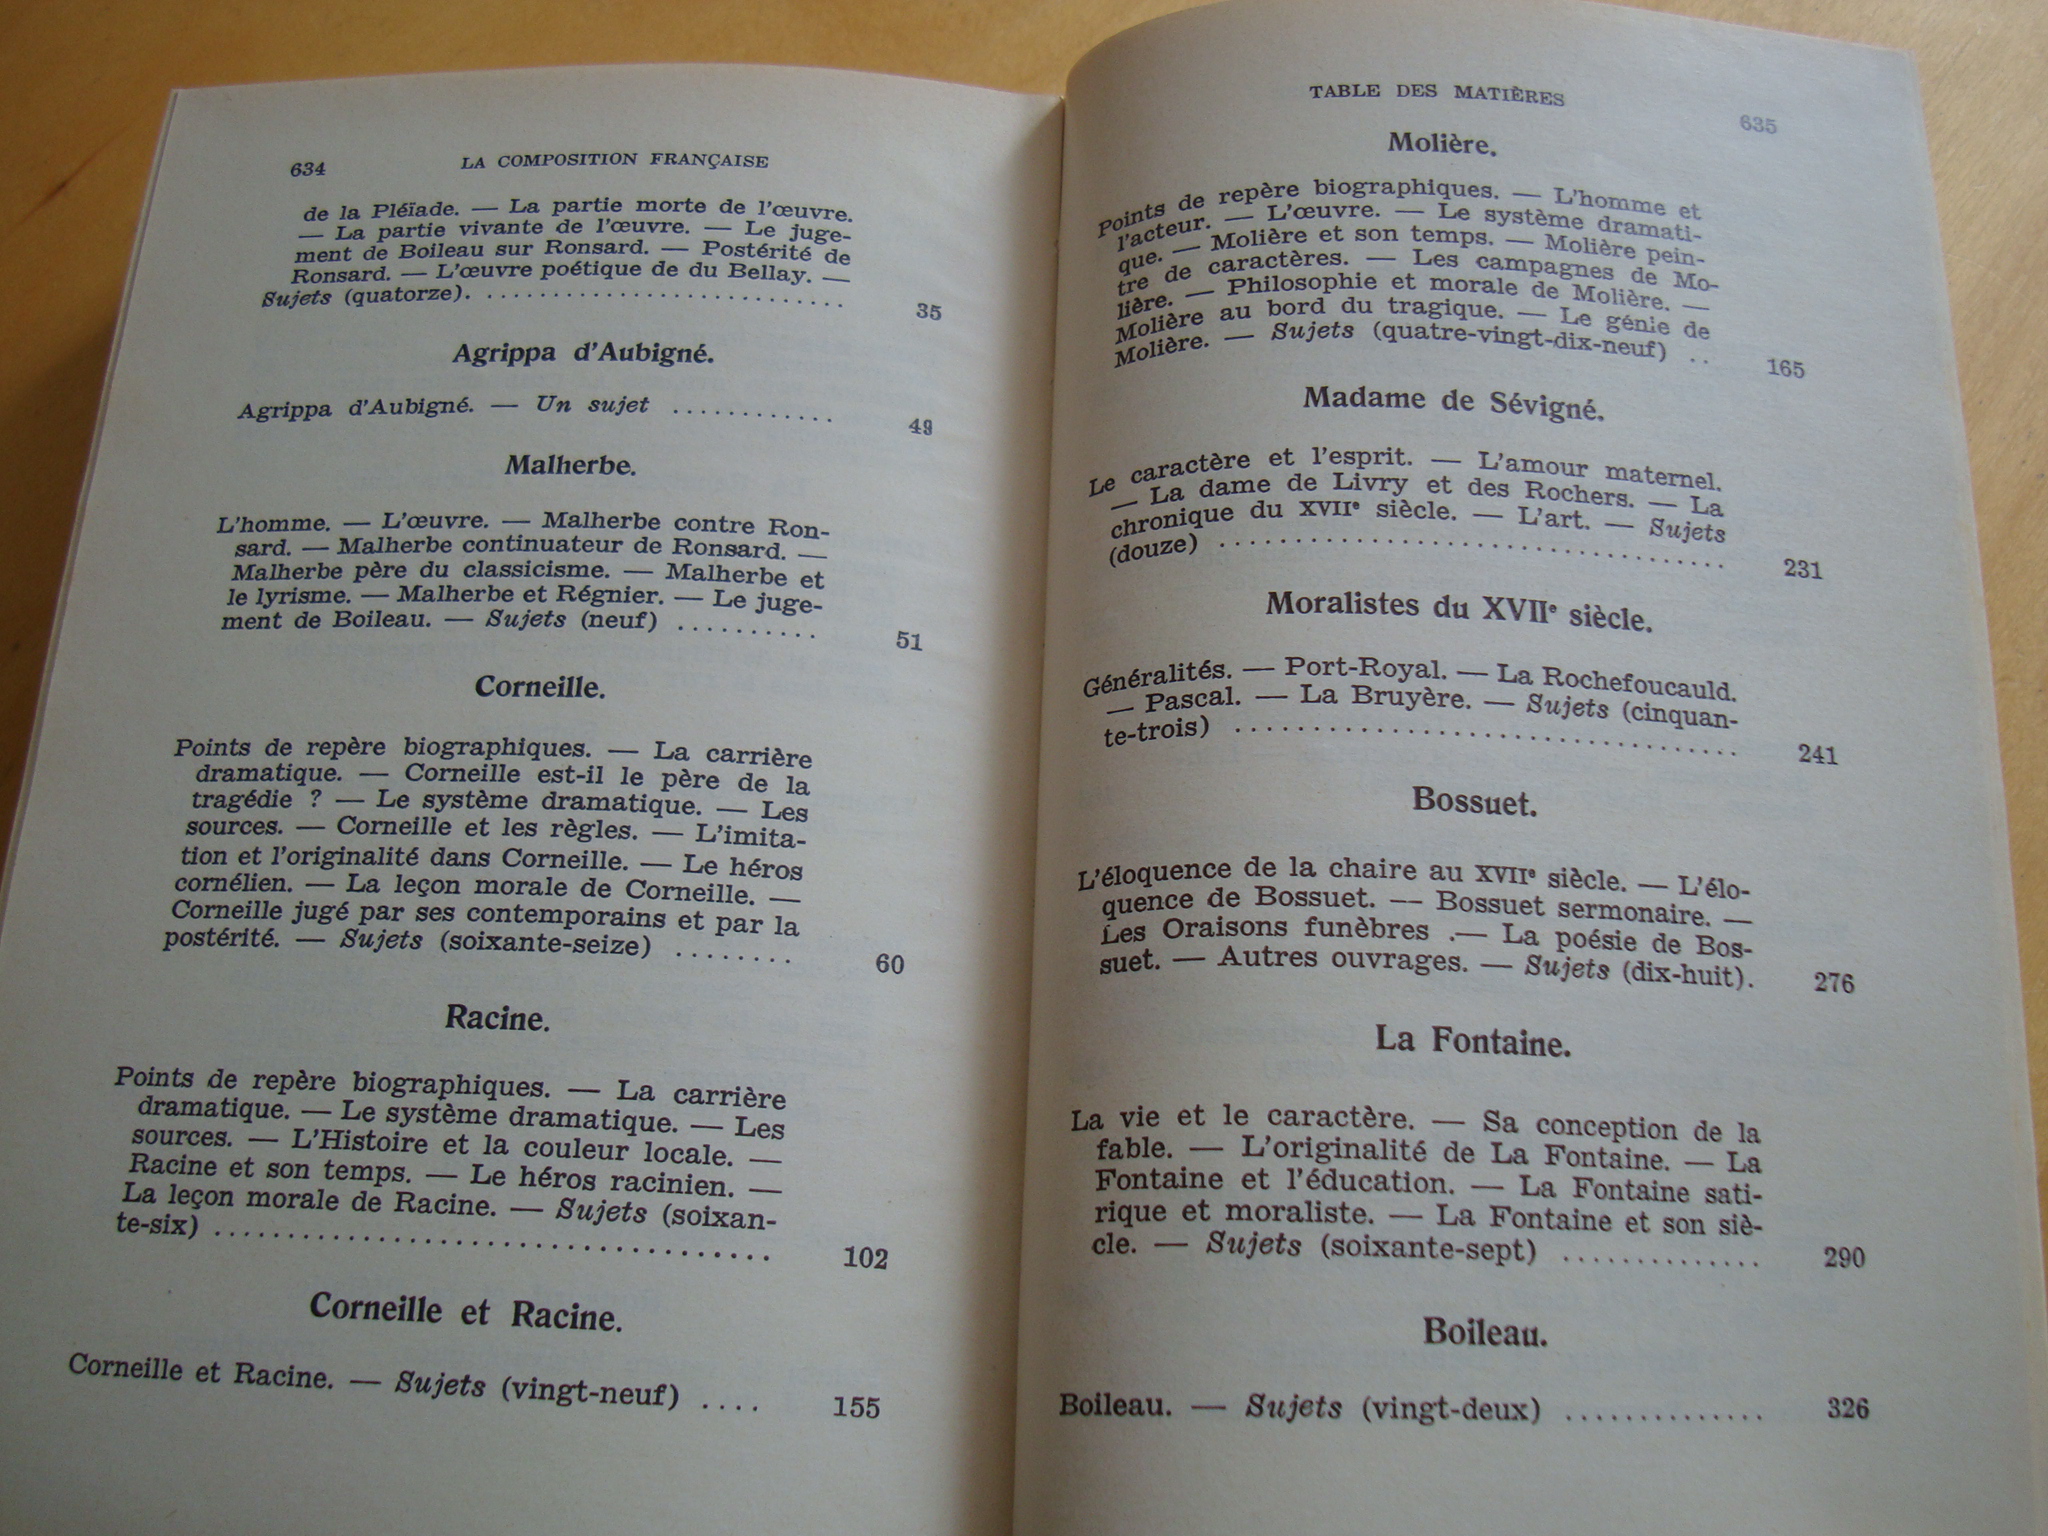 634 LA COMPOSITION FRANÇAISE
de la Pléïade. — La partie morte de l'œuvre.
— La partie vivante de l'œuvre. — Le juge-
ment de Boileau sur Ronsard. — Postérité de
Ronsard. — L'œuvre poétique de du Bellay. —
Sujets (quatorze). .............................. 35
Agrippa d'Aubigné.
Agrippa d'Aubigné. — Un sujet ............ 49
Malherbe.
L'homme. — L'œuvre. — Malherbe contre Ron-
sard. — Malherbe continuateur de Ronsard. —
Malherbe père du classicisme. — Malherbe et
le lyrisme. — Malherbe et Régnier. — Le juge-
ment de Boileau. — Sujets (neuf) .......... 51
Corneille.
Points de repère biographiques. — La carrière
dramatique. — Corneille est-il le père de la
tragédie ? — Le système dramatique. — Les
sources. — Corneille et les règles. — L'imita-
tion et l'originalité dans Corneille. — Le héros
cornélien. — La leçon morale de Corneille. —
Corneille jugé par ses contemporains et par la
postérité. — Sujets (soixante-seize) ........ 60
Racine.
Points de repère biographiques. — La carrière
dramatique. — Le système dramatique. — Les
sources. — L'Histoire et la couleur locale. —
Racine et son temps. — Le héros racinien. —
La leçon morale de Racine. — Sujets (soixan-
te-six) ...................................... 102
Corneille et Racine.
Corneille et Racine. — Sujets (vingt-neuf) .... 155
TABLE DES MATIÈRES 635
Molière.
Points de repère biographiques. — L'homme et
l'acteur. — L'œuvre. — Le système dramati-
que. — Molière et son temps. — Molière pein-
tre de caractères. — Les campagnes de Mo-
lière. — Philosophie et morale de Molière. —
Molière au bord du tragique. — Le génie de
Molière. — Sujets (quatre-vingt-dix-neuf) .. 165
Madame de Sévigné.
Le caractère et l'esprit. — L'amour maternel.
— La dame de Livry et des Rochers. — La
chronique du XVIIe siècle. — L'art. — Sujets
(douze) .................................. 231
Moralistes du XVIIe siècle.
Généralités. — Port-Royal. — La Rochefoucauld.
— Pascal. — La Bruyère. — Sujets (cinquan-
te-trois) .................................. 241
Bossuet.
L'éloquence de la chaire au XVIIe siècle. — L'élo-
quence de Bossuet. — Bossuet sermonaire. —
Les Oraisons funèbres .— La poésie de Bos-
suet. — Autres ouvrages. — Sujets (dix-huit). 276
La Fontaine.
La vie et le caractère. — Sa conception de la
fable. — L'originalité de La Fontaine. — La
Fontaine et l'éducation. — La Fontaine sati-
rique et moraliste. — La Fontaine et son siè-
cle. — Sujets (soixante-sept) .............. 290
Boileau.
Boileau. — Sujets (vingt-deux) .............. 326